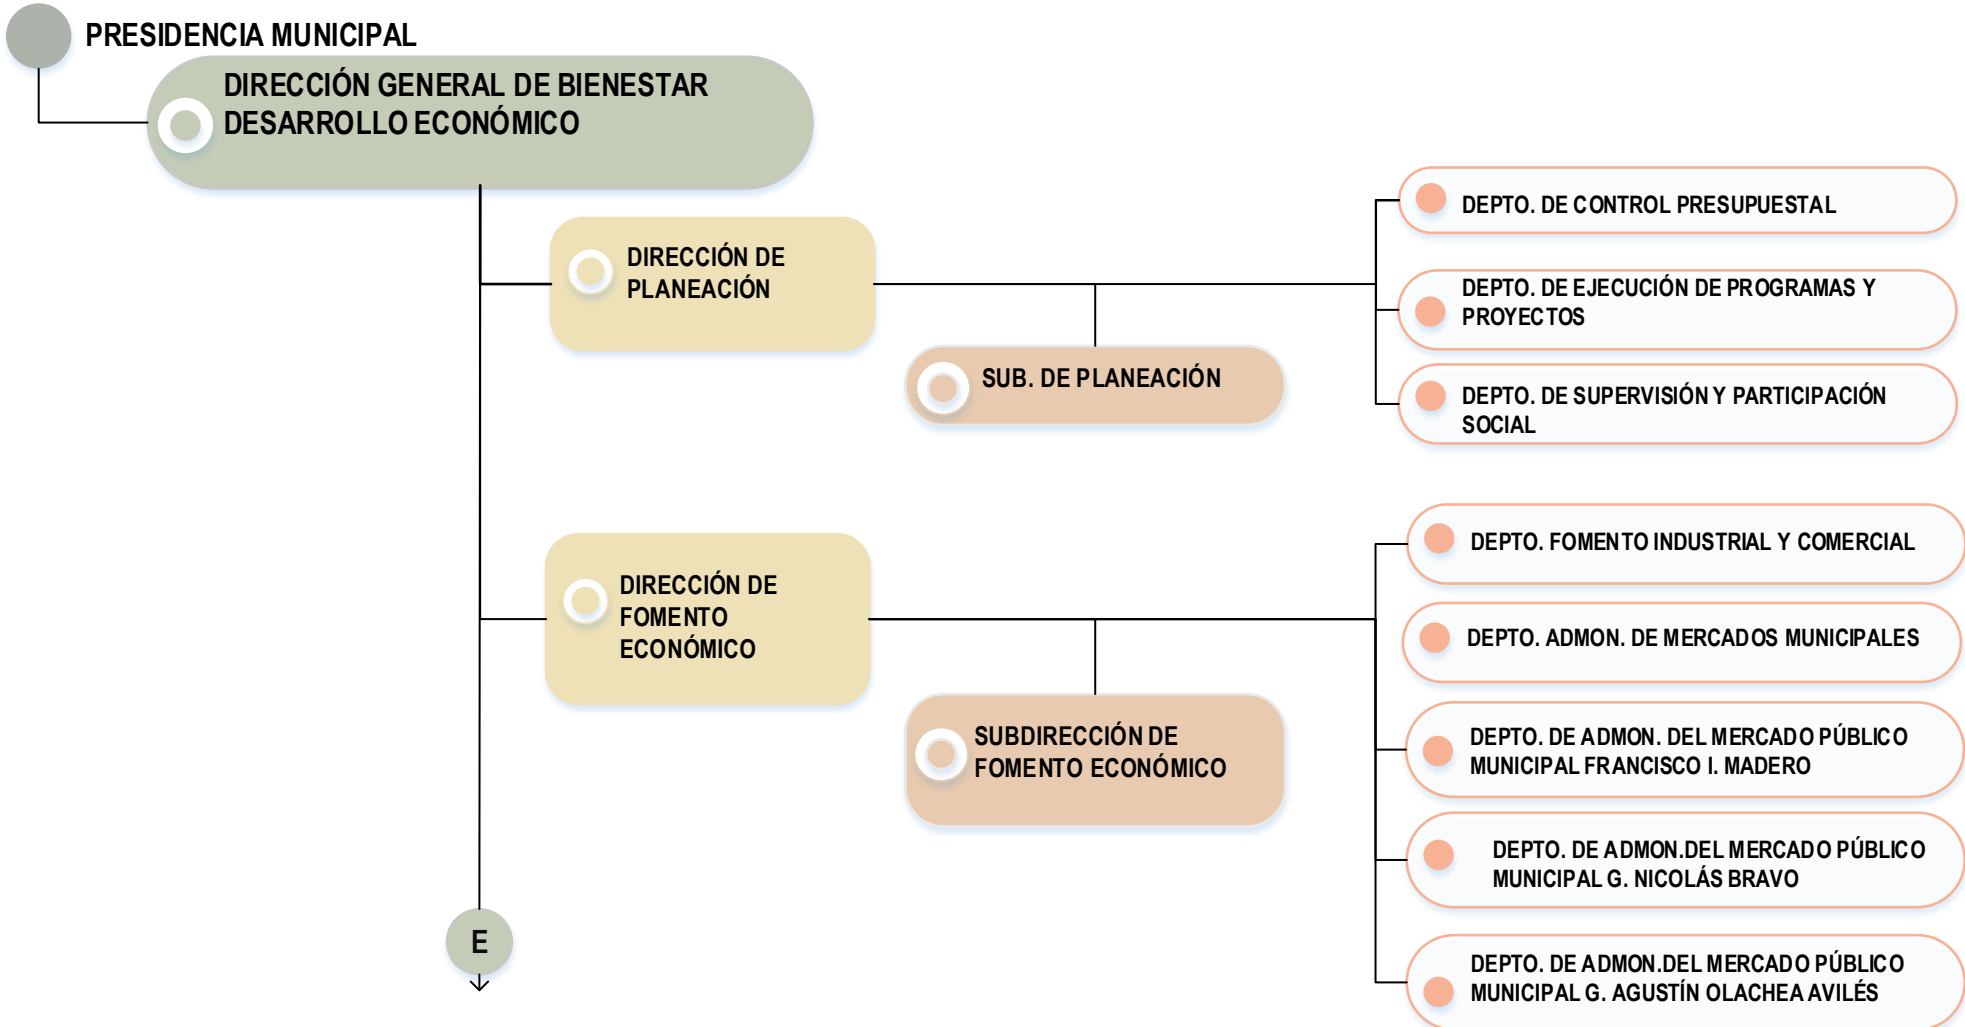 PRESIDENCIA MUNICIPAL
DIRECCIÓN GENERAL DE BIENESTAR
DESARROLLO ECONÓMICO
DIRECCIÓN DE
PLANEACIÓN
SUB. DE PLANEACIÓN
DEPTO. DE CONTROL PRESUPUESTAL
DEPTO. DE EJECUCIÓN DE PROGRAMAS Y
PROYECTOS
DEPTO. DE SUPERVISIÓN Y PARTICIPACIÓN
SOCIAL
DIRECCIÓN DE
FOMENTO
ECONÓMICO
SUBDIRECCIÓN DE
FOMENTO ECONÓMICO
DEPTO. FOMENTO INDUSTRIAL Y COMERCIAL
DEPTO. ADMON. DE MERCADOS MUNICIPALES
DEPTO. DE ADMON. DEL MERCADO PÚBLICO
MUNICIPAL FRANCISCO I. MADERO
DEPTO. DE ADMON.DEL MERCADO PÚBLICO
MUNICIPAL G. NICOLÁS BRAVO
DEPTO. DE ADMON.DEL MERCADO PÚBLICO
MUNICIPAL G. AGUSTÍN OLACHEA AVILÉS
E